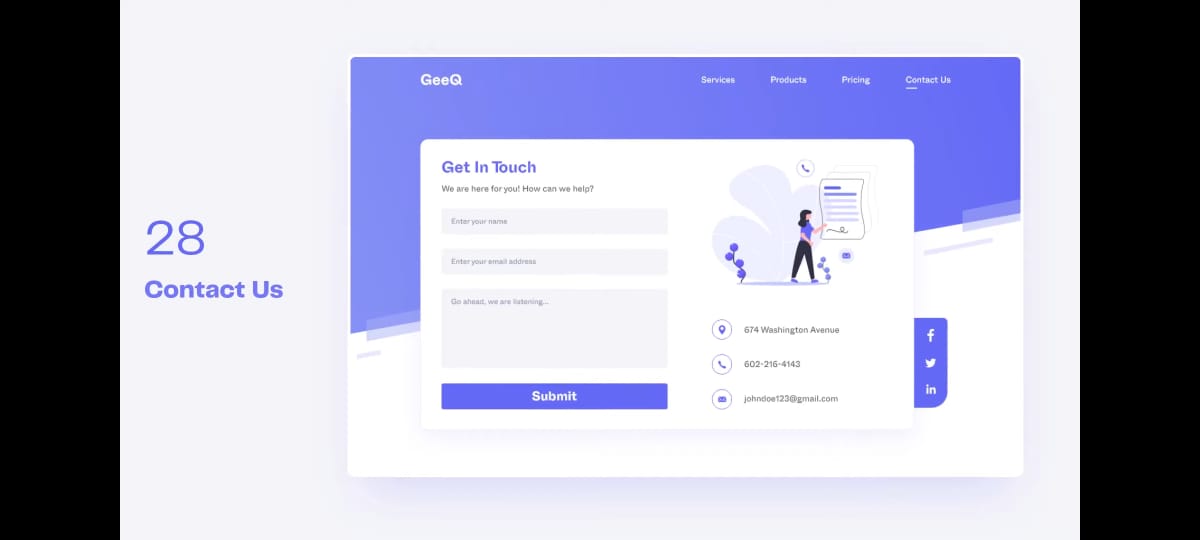 28
Contact Us
GeeQ
Services
Products
Pricing
Contact Us
Get In Touch
We are here for you! How can we help?
Enter your name
Enter your email address
Go ahead, we are listening...
Submit
674 Washington Avenue
602-216-4143
johndoe123@gmail.com